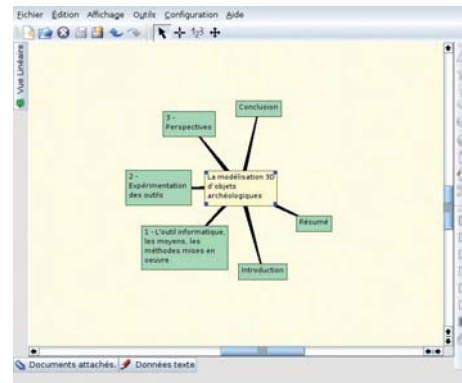 Fichier Édition Affichage Outils Configuration Aide
Vue Linéaire
Conclusion
3 -
Perspectives
La modélisation 3D
d'objets
archéologiques
2 -
Expérimentation
des outils
Résumé
1 - L'outil informatique,
les moyens, les
méthodes mises en
oeuvre
Introduction
Documents attachés. Données texte